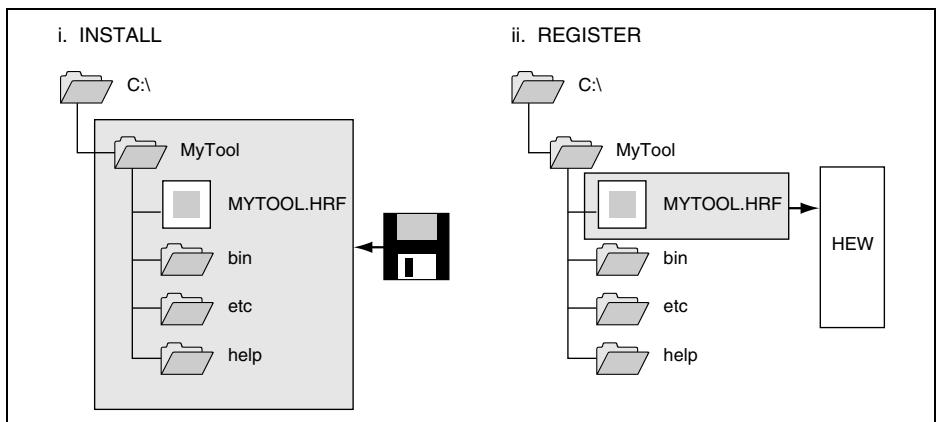 i. INSTALL
C:\
MyTool
MYTOOL.HRF
bin
etc
help
ii. REGISTER
C:\
MyTool
MYTOOL.HRF
HEW
bin
etc
help